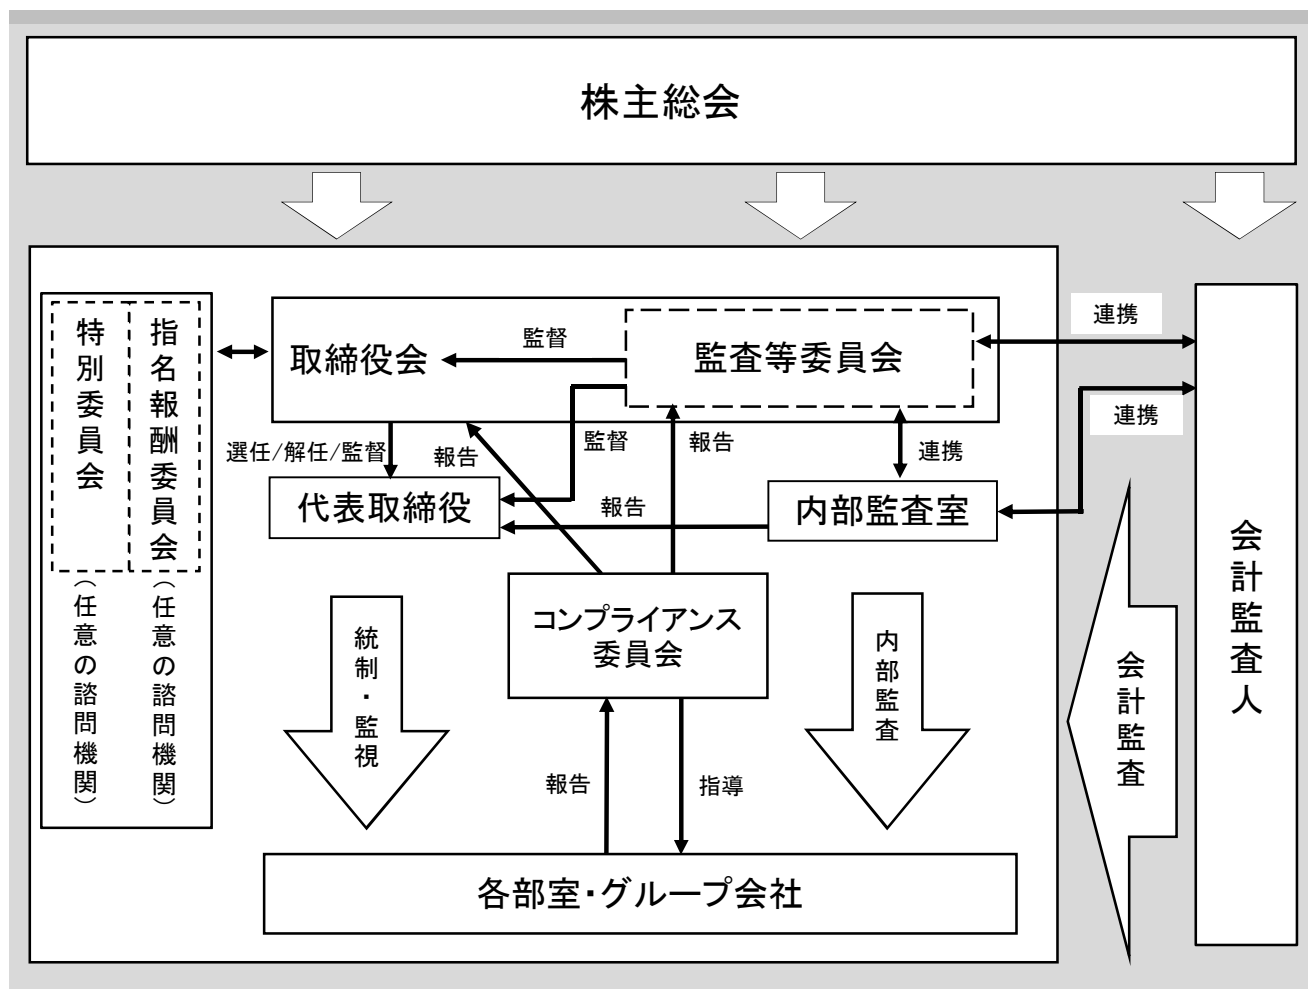 株主総会
特別委員会
(任意の諮問機関)
指名報酬委員会
(任意の諮問機関)
取締役会
監督
監査等委員会
連携
選任/解任/監督
報告
監督
報告
連携
連携
代表取締役
報告
内部監査室
コンプライアンス
委員会
統制・監視
内部監査
報告
指導
各部室・グループ会社
会計監査
会計監査人